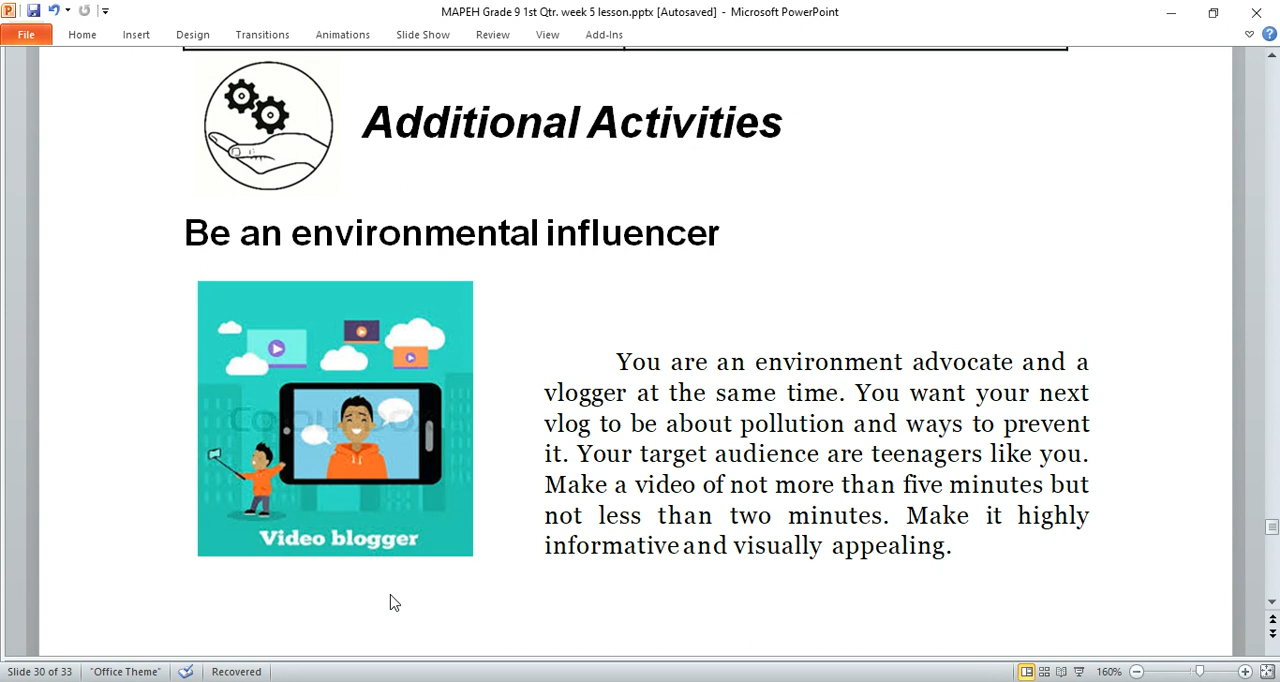 MAPEH Grade 9 1st Qtr. week 5 lesson.pptx [Autosaved] - Microsoft PowerPoint
File Home Insert Design Transitions Animations Slide Show Review View Add-Ins
Additional Activities
Be an environmental influencer
Video blogger
You are an environment advocate and a
vlogger at the same time. You want your next
vlog to be about pollution and ways to prevent
it. Your target audience are teenagers like you.
Make a video of not more than five minutes but
not less than two minutes. Make it highly
informative and visually appealing.
Slide 30 of 33 "Office Theme" Recovered 160%